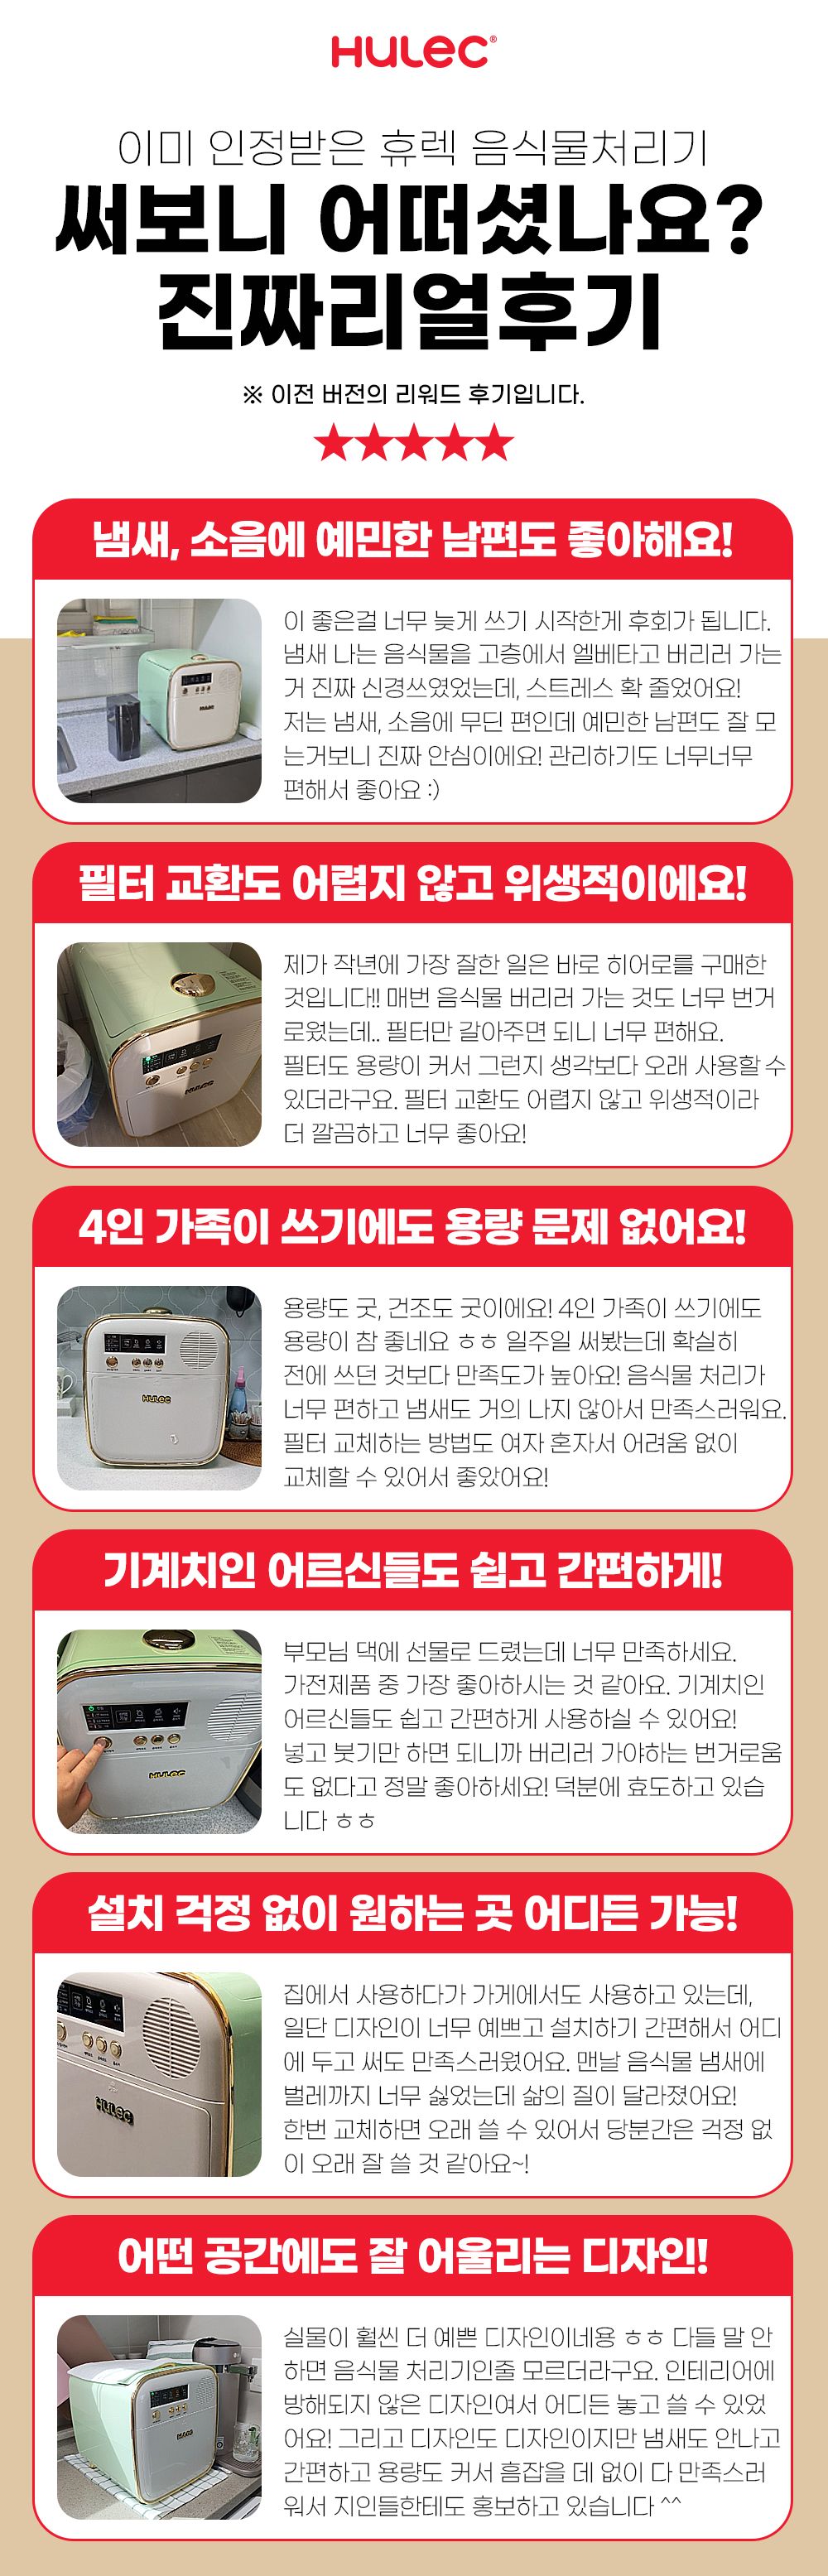 HULEC®
이미 인정받은 휴렉 음식물처리기
써보니 어떠셨나요?
진짜리얼후기
※ 이전 버전의 리워드 후기입니다.
★★★★★
냄새, 소음에 예민한 남편도 좋아해요!
이 좋은걸 너무 늦게 쓰기 시작한게 후회가 됩니다.
냄새 나는 음식물을 고층에서 엘베타고 버리러 가는
거 진짜 신경쓰였었는데, 스트레스 확 줄었어요!
저는 냄새, 소음에 무딘 편인데 예민한 남편도 잘 모
는거보니 진짜 안심이에요! 관리하기도 너무너무
편해서 좋아요 :)
필터 교환도 어렵지 않고 위생적이에요!
제가 작년에 가장 잘한 일은 바로 히어로를 구매한
것입니다!! 매번 음식물 버리러 가는 것도 너무 번거
로웠는데.. 필터만 갈아주면 되니 너무 편해요.
필터도 용량이 커서 그런지 생각보다 오래 사용할 수
있더라구요. 필터 교환도 어렵지 않고 위생적이라
더 깔끔하고 너무 좋아요!
4인 가족이 쓰기에도 용량 문제 없어요!
HULEC
용량도 굿, 건조도 굿이에요! 4인 가족이 쓰기에도
용량이 참 좋네요 ㅎㅎ 일주일 써봤는데 확실히
전에 쓰던 것보다 만족도가 높아요! 음식물 처리가
너무 편하고 냄새도 거의 나지 않아서 만족스러워요.
필터 교체하는 방법도 여자 혼자서 어려움 없이
교체할 수 있어서 좋았어요!
기계치인 어르신들도 쉽고 간편하게!
HULEC
부모님 댁에 선물로 드렸는데 너무 만족하세요.
가전제품 중 가장 좋아하시는 것 같아요. 기계치인
어르신들도 쉽고 간편하게 사용하실 수 있어요!
넣고 붓기만 하면 되니까 버리러 가야하는 번거로움
도 없다고 정말 좋아하세요! 덕분에 효도하고 있습
니다 ㅎㅎ
설치 걱정 없이 원하는 곳 어디든 가능!
HULEC
집에서 사용하다가 가게에서도 사용하고 있는데,
일단 디자인이 너무 예쁘고 설치하기 간편해서 어디
에 두고 써도 만족스러웠어요. 맨날 음식물 냄새에
벌레까지 너무 싫었는데 삶의 질이 달라졌어요!
한번 교체하면 오래 쓸 수 있어서 당분간은 걱정 없
이 오래 잘 쓸 것 같아요~!
어떤 공간에도 잘 어울리는 디자인!
실물이 훨씬 더 예쁜 디자인이네용 ㅎㅎ 다들 말 안
하면 음식물 처리기인줄 모르더라구요. 인테리어에
방해되지 않은 디자인여서 어디든 놓고 쓸 수 있었
어요! 그리고 디자인도 디자인이지만 냄새도 안나고
간편하고 용량도 커서 흠잡을 데 없이 다 만족스러
워서 지인들한테도 홍보하고 있습니다 ^^